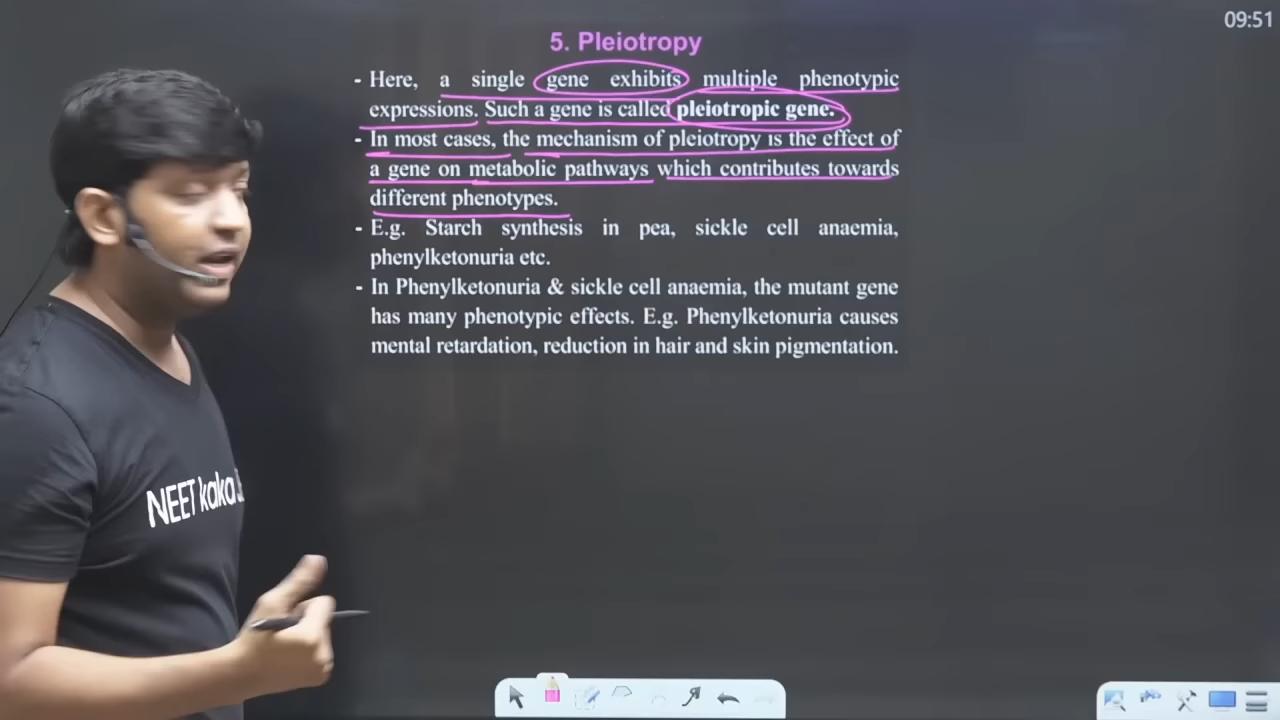 09:51
5. Pleiotropy
- Here, a single gene exhibits multiple phenotypic
expressions. Such a gene is called pleiotropic gene.
- In most cases, the mechanism of pleiotropy is the effect of
a gene on metabolic pathways which contributes towards
different phenotypes.
- E.g. Starch synthesis in pea, sickle cell anaemia,
phenylketonuria etc.
- In Phenylketonuria & sickle cell anaemia, the mutant gene
has many phenotypic effects. E.g. Phenylketonuria causes
mental retardation, reduction in hair and skin pigmentation.
NEET kaka